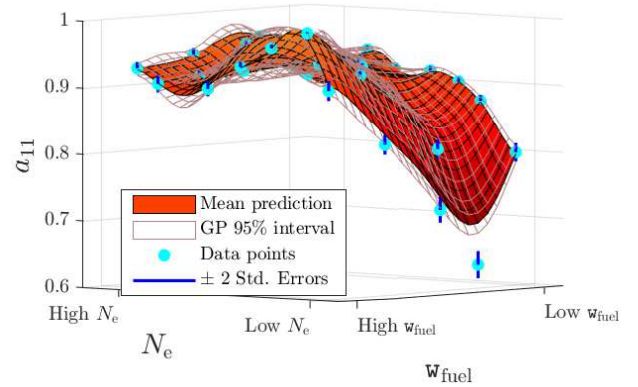 1
0.9
0.8
0.7
0.6
a11
Mean prediction
GP 95% interval
Data points
± 2 Std. Errors
High Ne
Low Ne
High wfuel
Low wfuel
Ne
wfuel